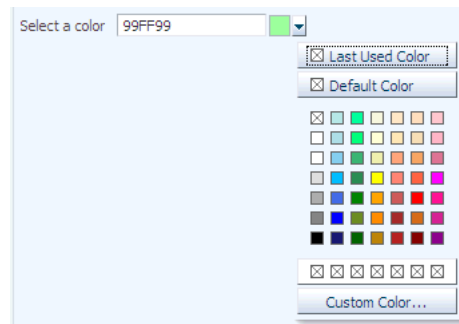 Select a color 99FF99
Last Used Color
Default Color
Custom Color...